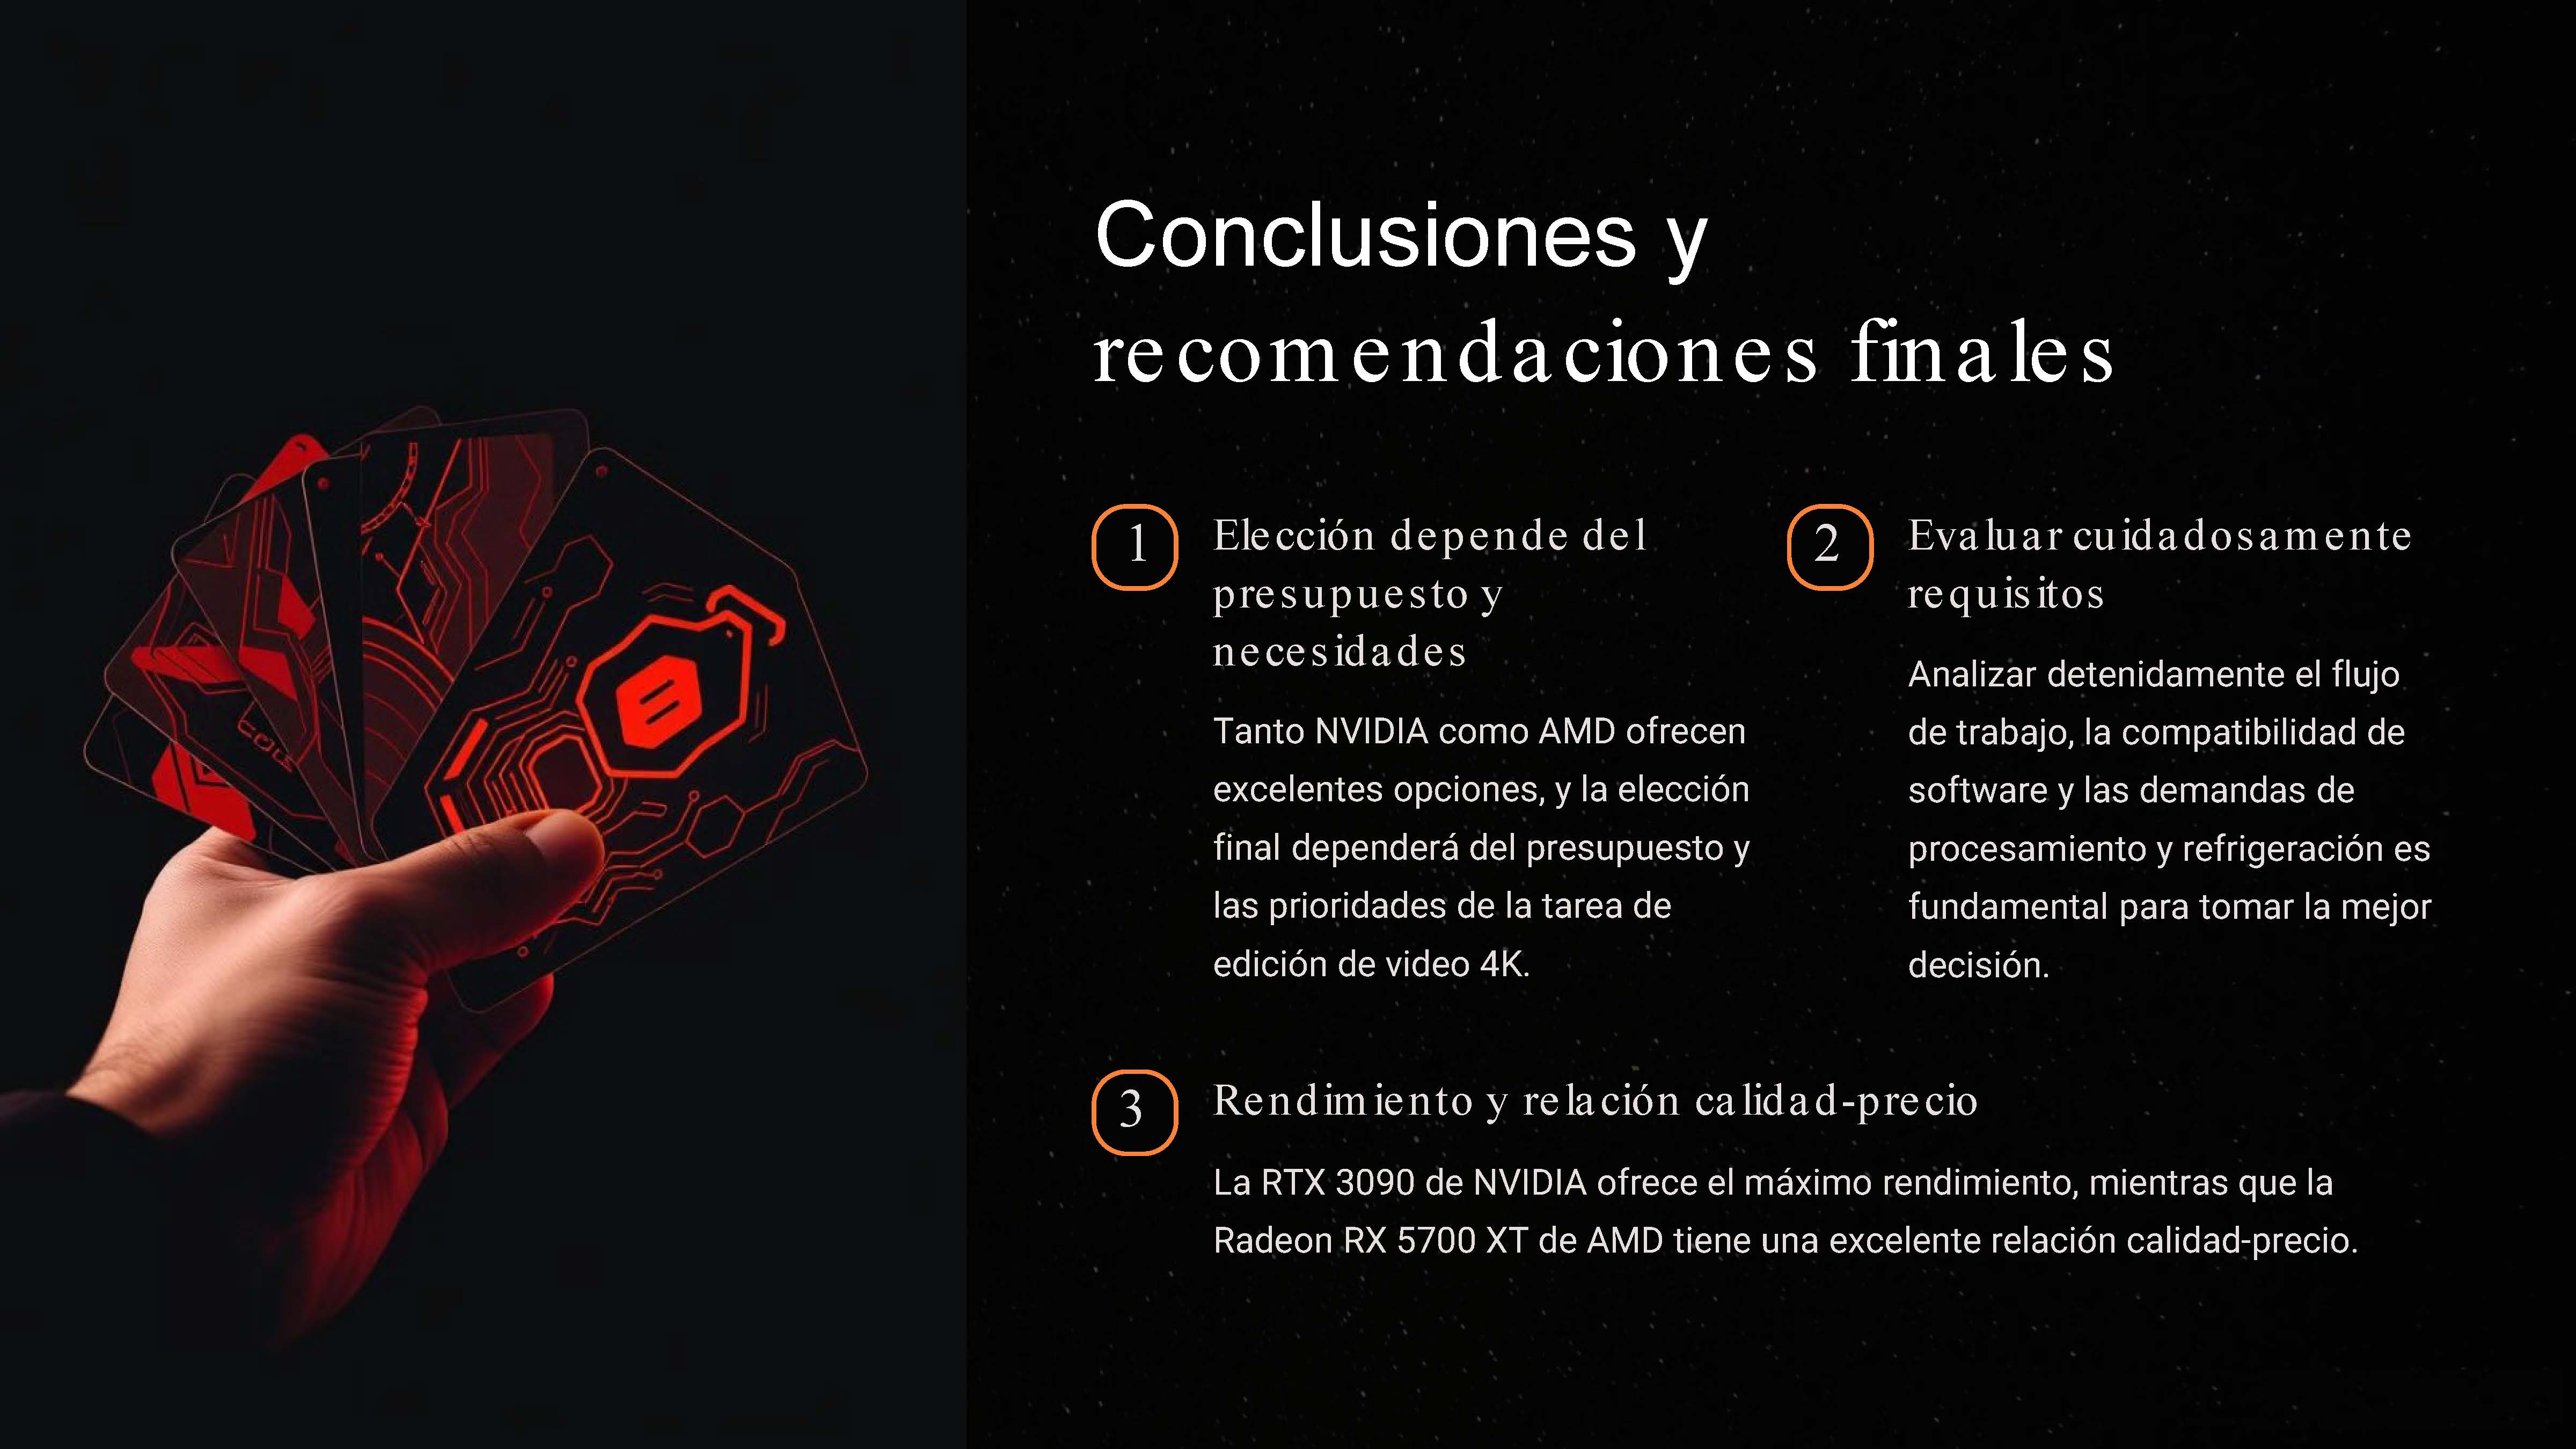 Conclusiones y
recomendaciones finales
1
Elección depende del
presupuesto y
necesidades
Tanto NVIDIA como AMD ofrecen
excelentes opciones, y la elección
final dependerá del presupuesto y
las prioridades de la tarea de
edición de video 4K.
2
Evaluar cuidadosamente
requisitos
Analizar detenidamente el flujo
de trabajo, la compatibilidad de
software y las demandas de
procesamiento y refrigeración es
fundamental para tomar la mejor
decisión.
3
Rendimiento y relación calidad-precio
La RTX 3090 de NVIDIA ofrece el máximo rendimiento, mientras que la
Radeon RX 5700 XT de AMD tiene una excelente relación calidad-precio.